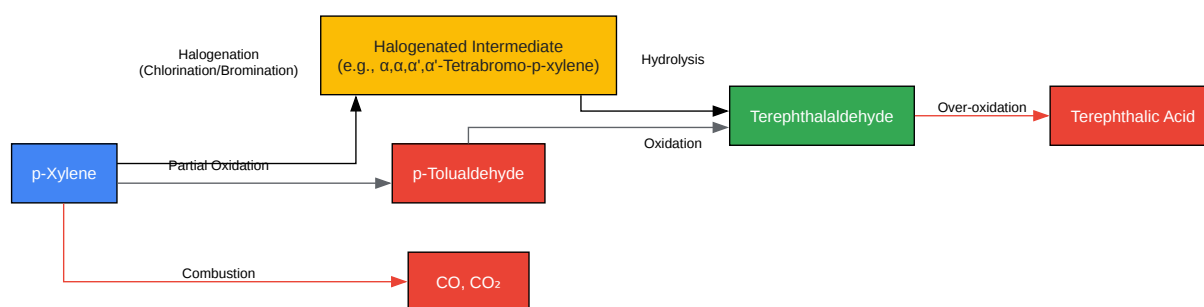 Halogenation
(Chlorination/Bromination)
Halogenated Intermediate
(e.g., α,α,α',α'-Tetrabromo-p-xylene)
Hydrolysis
Terephthalaldehyde
Over-oxidation
Terephthalic Acid
p-Xylene
Partial Oxidation
p-Tolualdehyde
Oxidation
Combustion
CO, CO₂